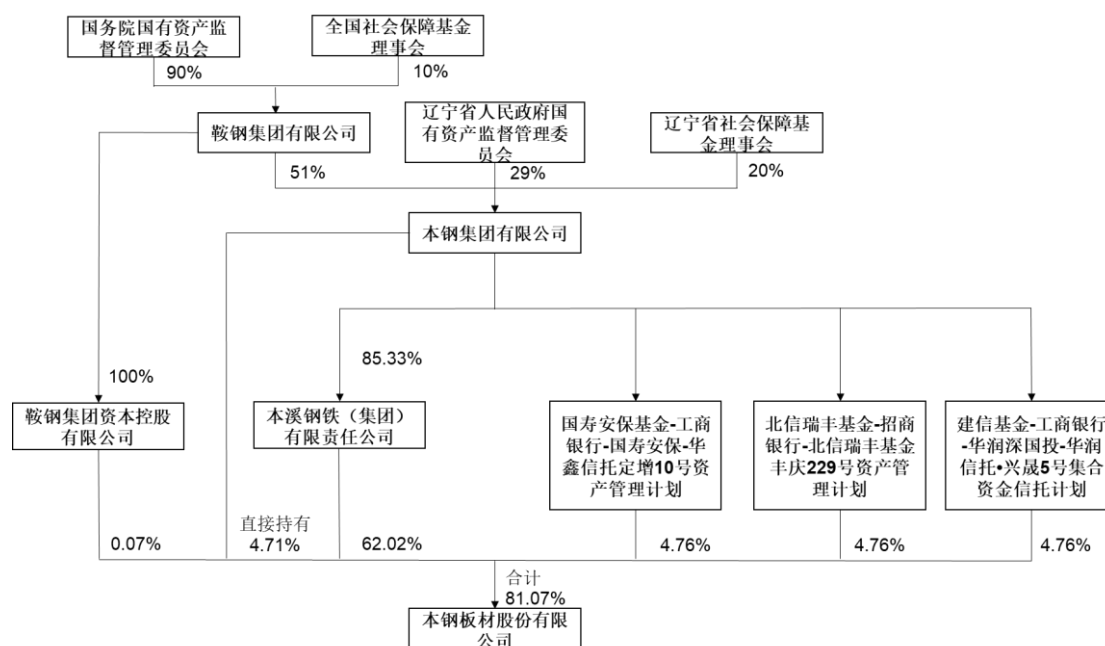 国务院国有资产监
督管理委员会
全国社会保障基金
理事会
90%
10%
鞍钢集团有限公司
辽宁省人民政府国
有资产监督管理委
员会
辽宁省社会保障基
金理事会
51%
29%
20%
本钢集团有限公司
85.33%
100%
鞍钢集团资本控股
有限公司
本溪钢铁（集团）
有限责任公司
国寿安保基金-工商
银行-国寿安保-华
鑫信托定增10号资
产管理计划
北信瑞丰基金-招商
银行-北信瑞丰基金
丰庆229号资产管
理计划
建信基金-工商银行
-华润深国投-华润
信托•兴晟5号集合
资金信托计划
直接持有
0.07%
4.71%
62.02%
4.76%
4.76%
4.76%
合计
81.07%
本钢板材股份有限
公司